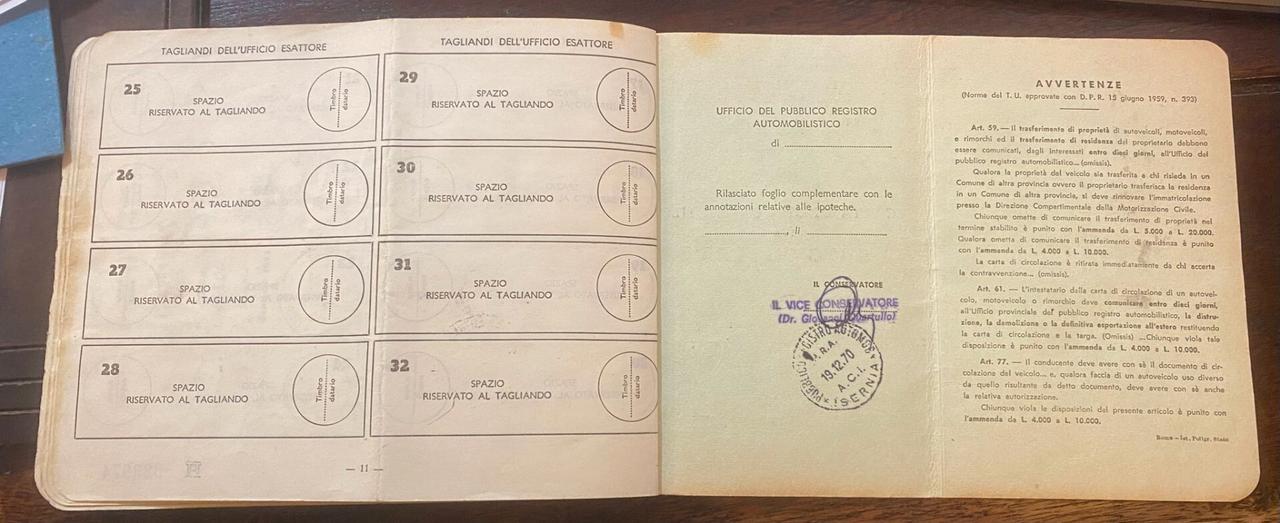 TAGLIANDI DELL'UFFICIO ESATTORE
25
SPAZIO
RISERVATO AL TAGLIANDO
Timbro
datario
26
SPAZIO
RISERVATO AL TAGLIANDO
Timbro
datario
27
SPAZIO
RISERVATO AL TAGLIANDO
Timbro
datario
28
SPAZIO
RISERVATO AL TAGLIANDO
Timbro
datario
TAGLIANDI DELL'UFFICIO ESATTORE
29
SPAZIO
RISERVATO AL TAGLIANDO
Timbro
datario
30
SPAZIO
RISERVATO AL TAGLIANDO
Timbro
datario
31
SPAZIO
RISERVATO AL TAGLIANDO
Timbro
datario
32
SPAZIO
RISERVATO AL TAGLIANDO
Timbro
datario
— 11 —
UFFICIO DEL PUBBLICO REGISTRO
AUTOMOBILISTICO
di
Rilasciato foglio complementare con le
annotazioni relative alle ipoteche.
, li
IL CONSERVATORE
IL VICE CONSERVATORE
(Dr. Giovanni Quartullo)
PUBBLICO REGISTRO AUTOMOB.
P.R.A.
19.12.70
A.C.I.
ISERNIA
AVVERTENZE
(Norme del T. U. approvate con D. P. R. 15 giugno 1959, n. 393)
Art. 59. — Il trasferimento di proprietà di autoveicoli, motoveicoli,
o rimorchi ed il trasferimento di residenza del proprietario debbono
essere comunicati, dagli interessati entro dieci giorni, all'Ufficio del
pubblico registro automobilistico... (omissis).
Qualora la proprietà del veicolo sia trasferita a chi risieda in un
Comune di altra provincia ovvero il proprietario trasferisca la residenza
in un Comune di altra provincia, si deve rinnovare l'immatricolazione
presso la Direzione Compartimentale della Motorizzazione Civile.
Chiunque omette di comunicare il trasferimento di proprietà nel
termine stabilito è punito con l'ammenda da L. 5.000 a L. 20.000.
Qualora ometta di comunicare il trasferimento di residenza è punito
con l'ammenda da L. 4.000 a L. 10.000.
La carta di circolazione è ritirata immediatamente da chi accerta
la contravvenzione... (omissis).
Art. 61. — L'intestatario della carta di circolazione di un autovei-
colo, motoveicolo o rimorchio deve comunicare entro dieci giorni,
all'Ufficio provinciale del pubblico registro automobilistico, la distru-
zione, la demolizione o la definitiva esportazione all'estero restituendo
la carta di circolazione e la targa. (Omissis) ...Chiunque viola tale
disposizione è punito con l'ammenda da L. 4.000 a L. 10.000.
Art. 77. — Il conducente deve avere con sè il documento di cir-
colazione del veicolo... e, qualora faccia di un autoveicolo uso diverso
da quello risultante da detto documento, deve avere con sè anche
la relativa autorizzazione.
Chiunque viola le disposizioni del presente articolo è punito con
l'ammenda da L. 4.000 a L. 10.000.
Roma - Ist. Poligr. Stato